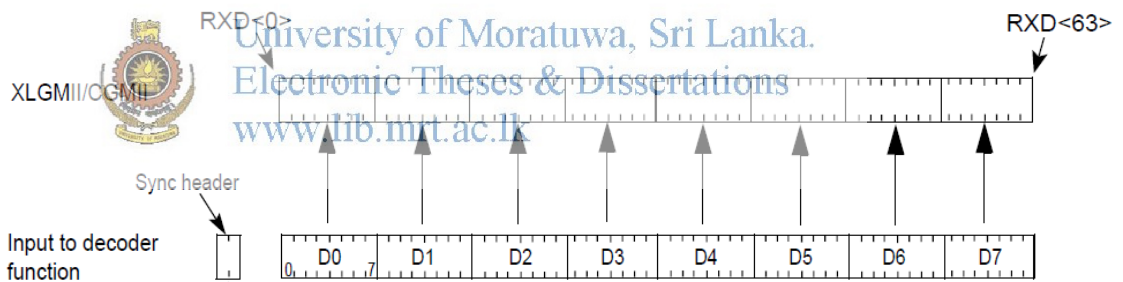 RXD<0>
RXD<63>
University of Moratuwa, Sri Lanka.
Electronic Theses & Dissertations
www.lib.mrt.ac.lk
XLGMII/CGMII
Sync header
Input to decoder
function
D0 D1 D2 D3 D4 D5 D6 D7
0 7